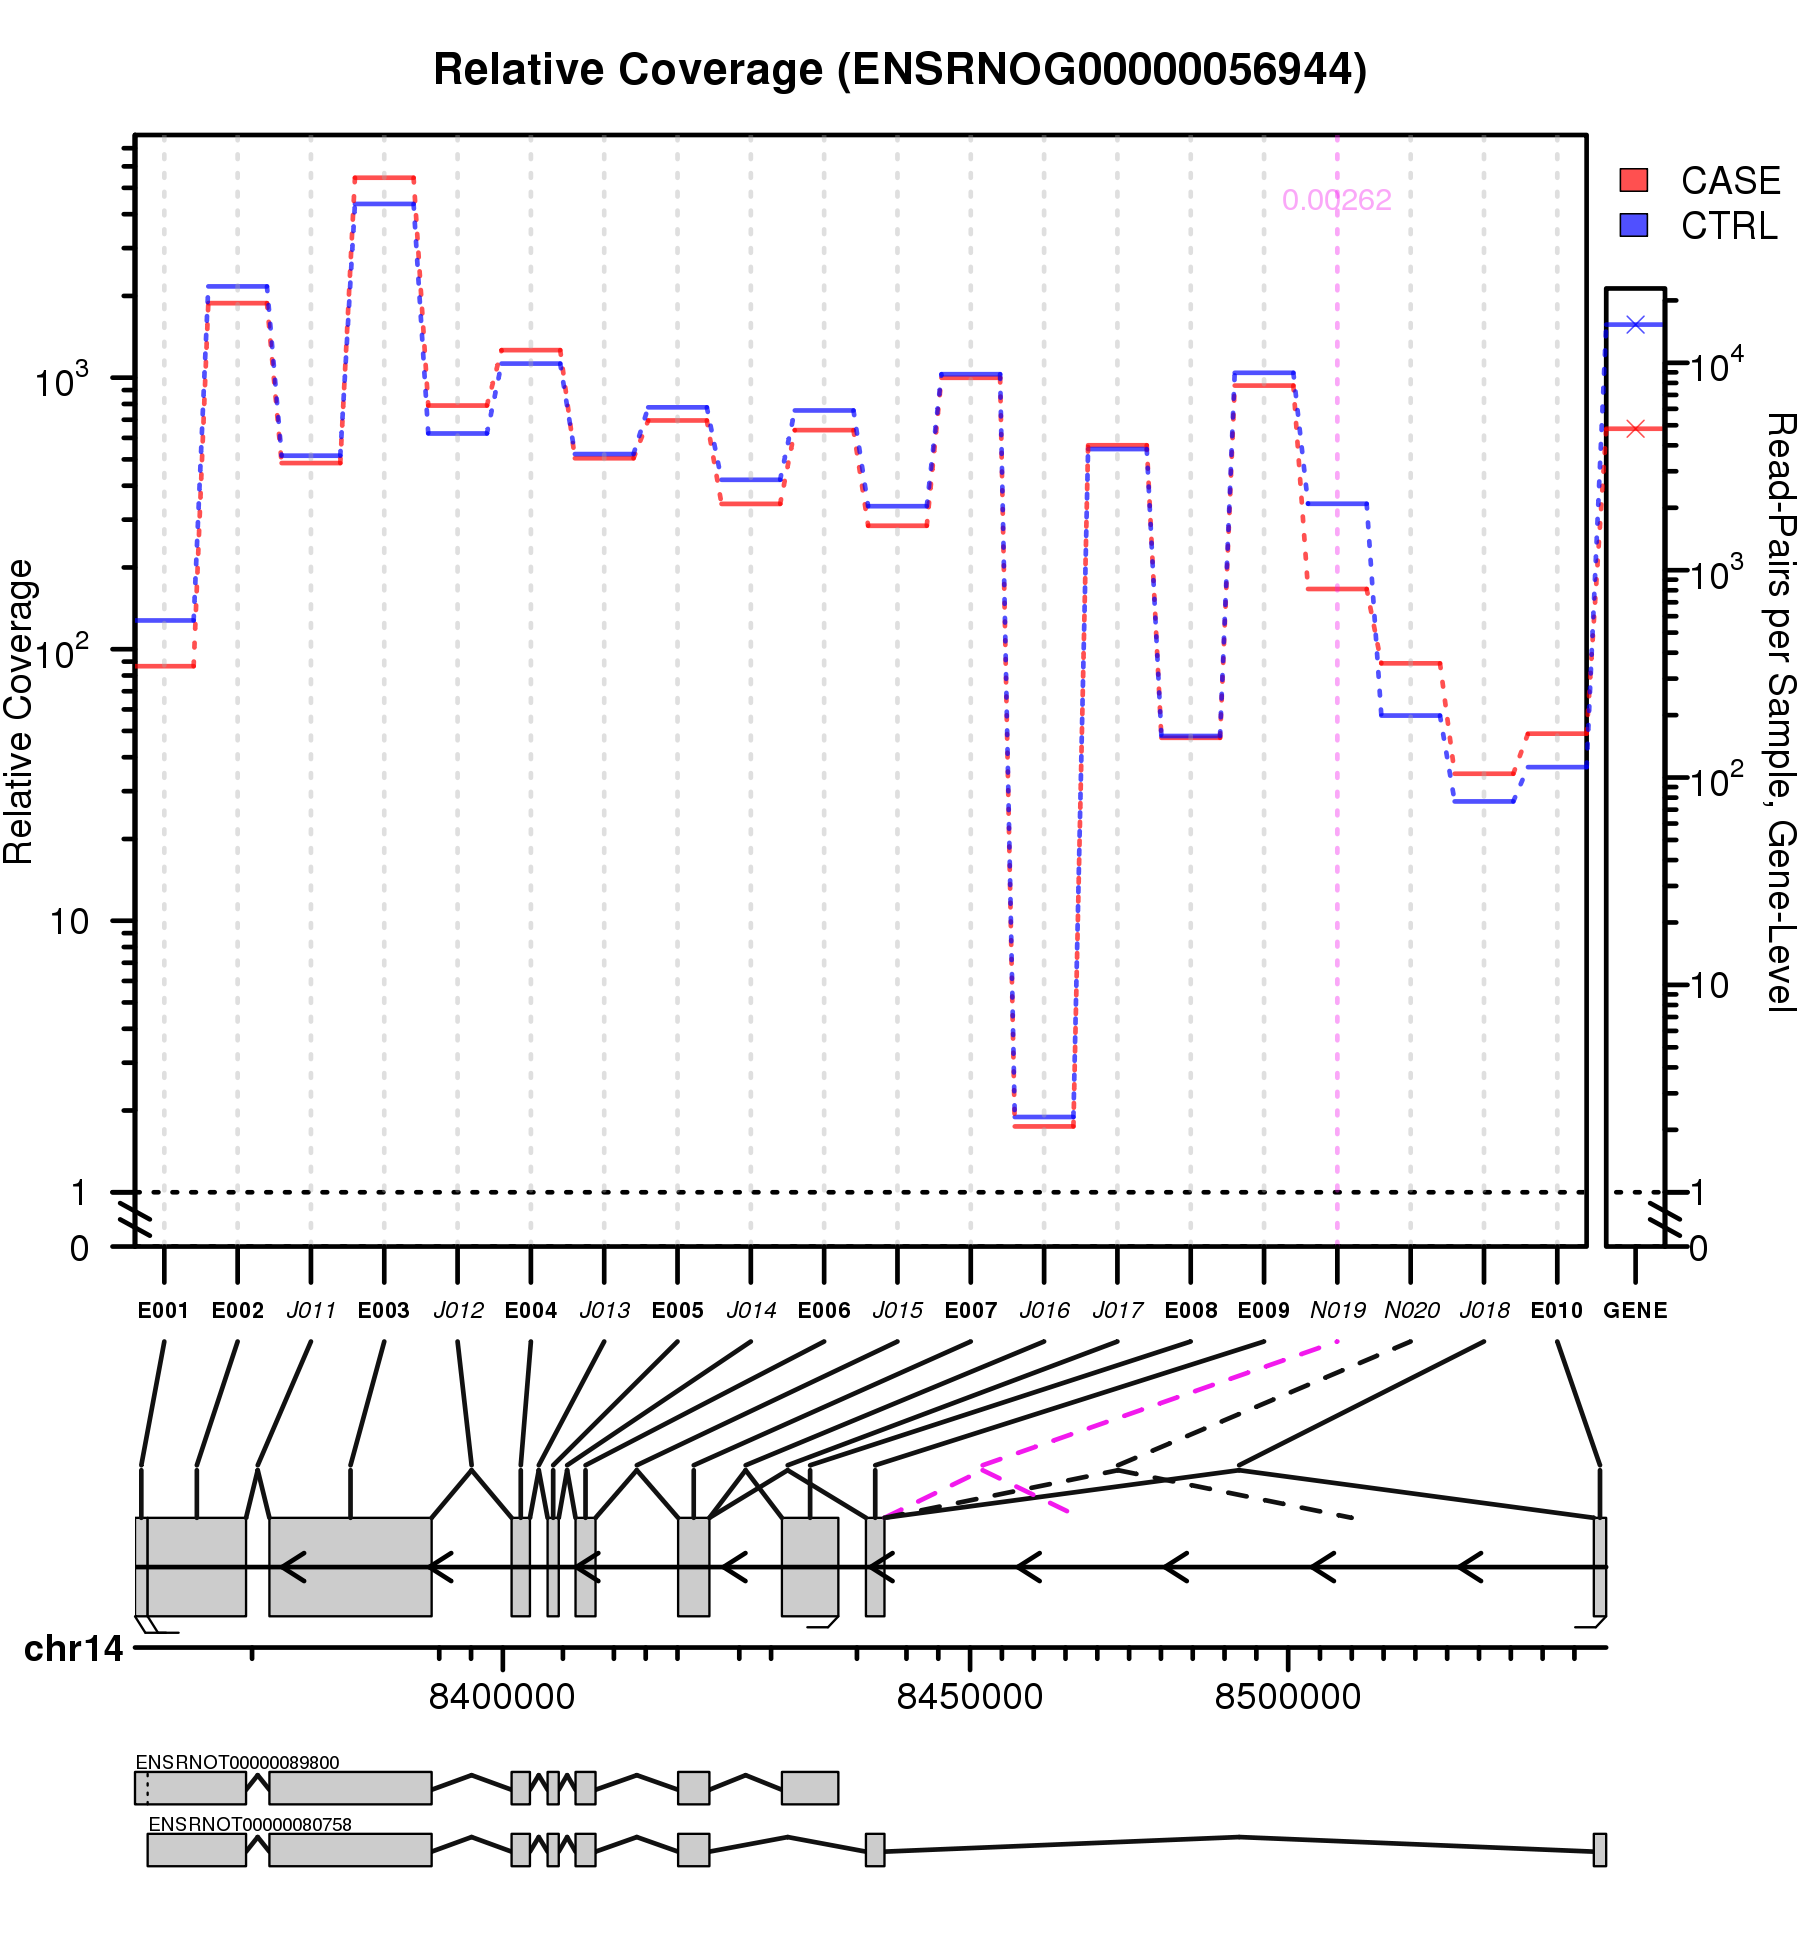 Relative Coverage (ENSRNOG00000056944)
CASE
CTRL
0.00262
Relative Coverage
10³
10²
10
1
0
10⁴
10³
10²
10
1
0
Read-Pairs per Sample, Gene-Level
E001 E002 J011 E003 J012 E004 J013 E005 J014 E006 J015 E007 J016 J017 E008 E009 N019 N020 J018 E010 GENE
chr14
8400000 8450000 8500000
ENSRNOT00000089800
ENSRNOT00000080758